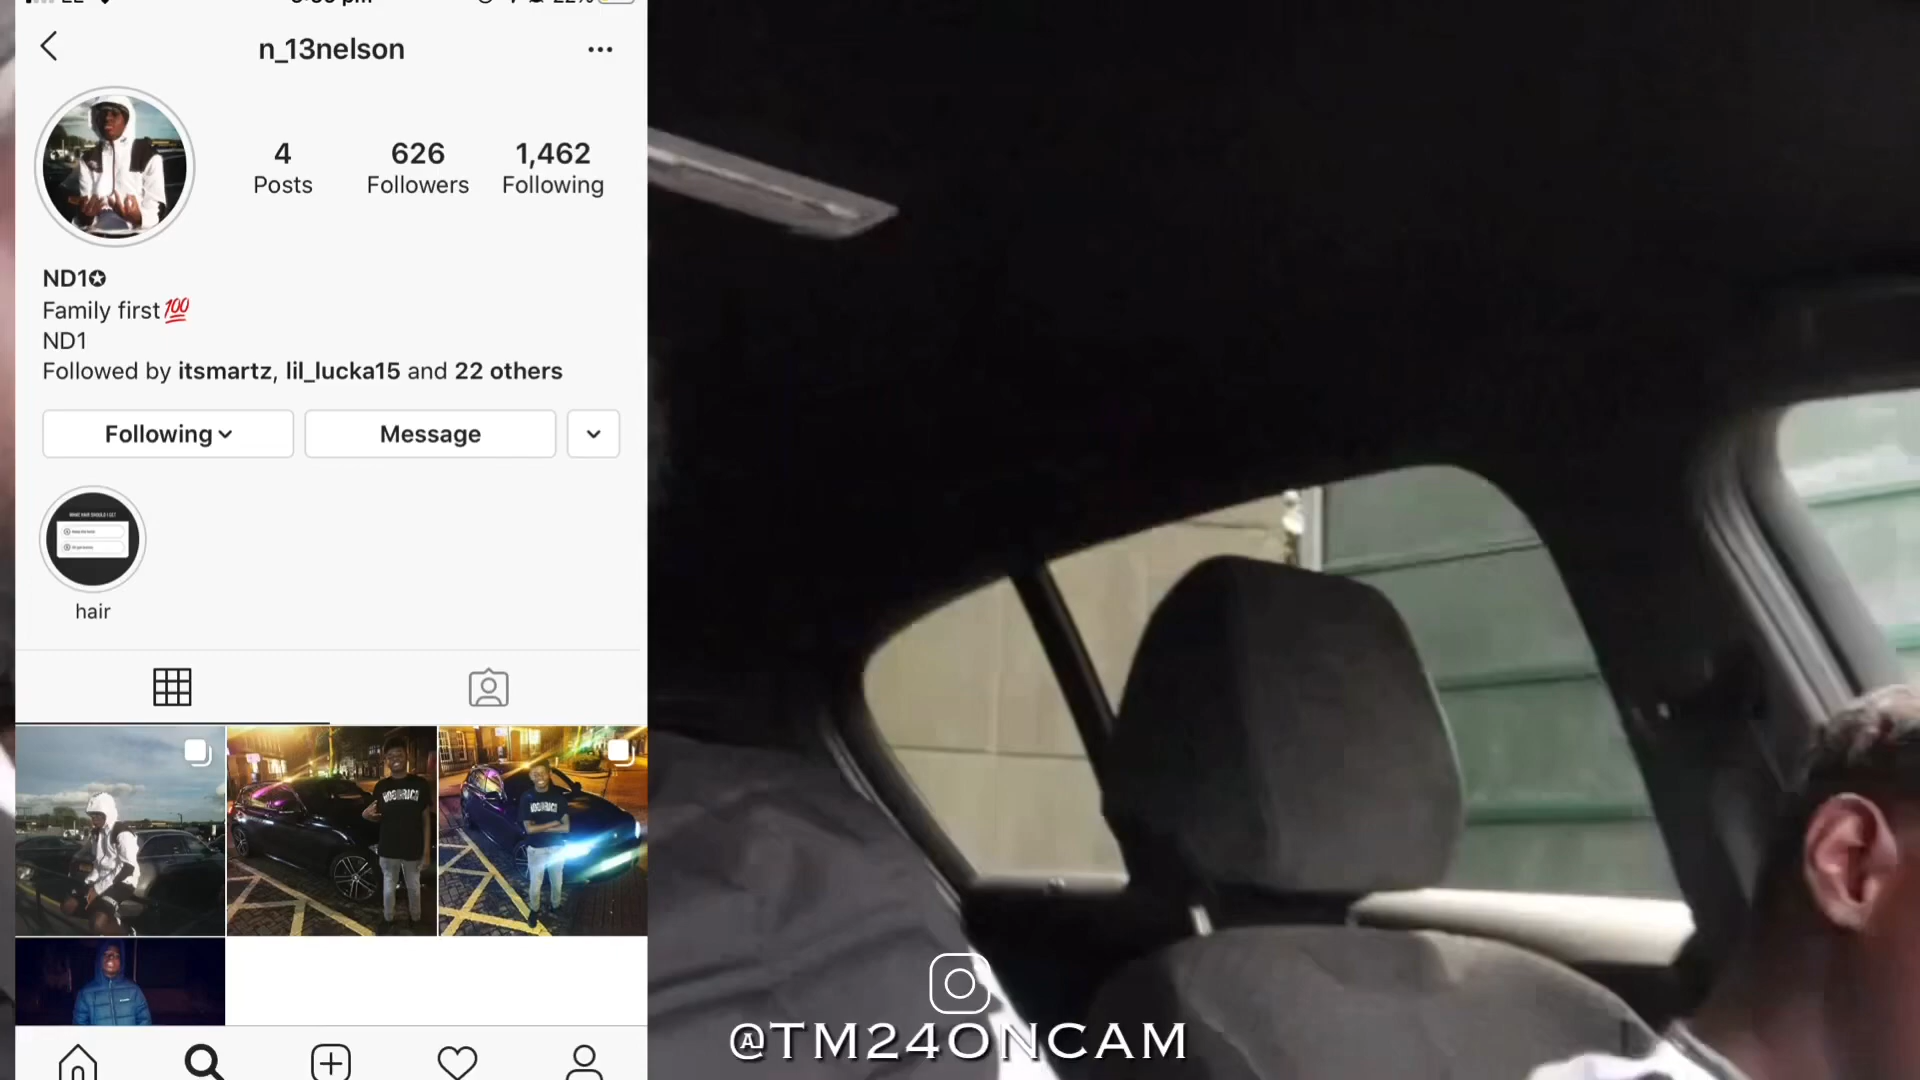 n_13nelson
4
Posts
626
Followers
1,462
Following
ND1✪
Family first💯
ND1
Followed by itsmartz, lil_lucka15 and 22 others
Following
Message
hair
@TM24ONCAM